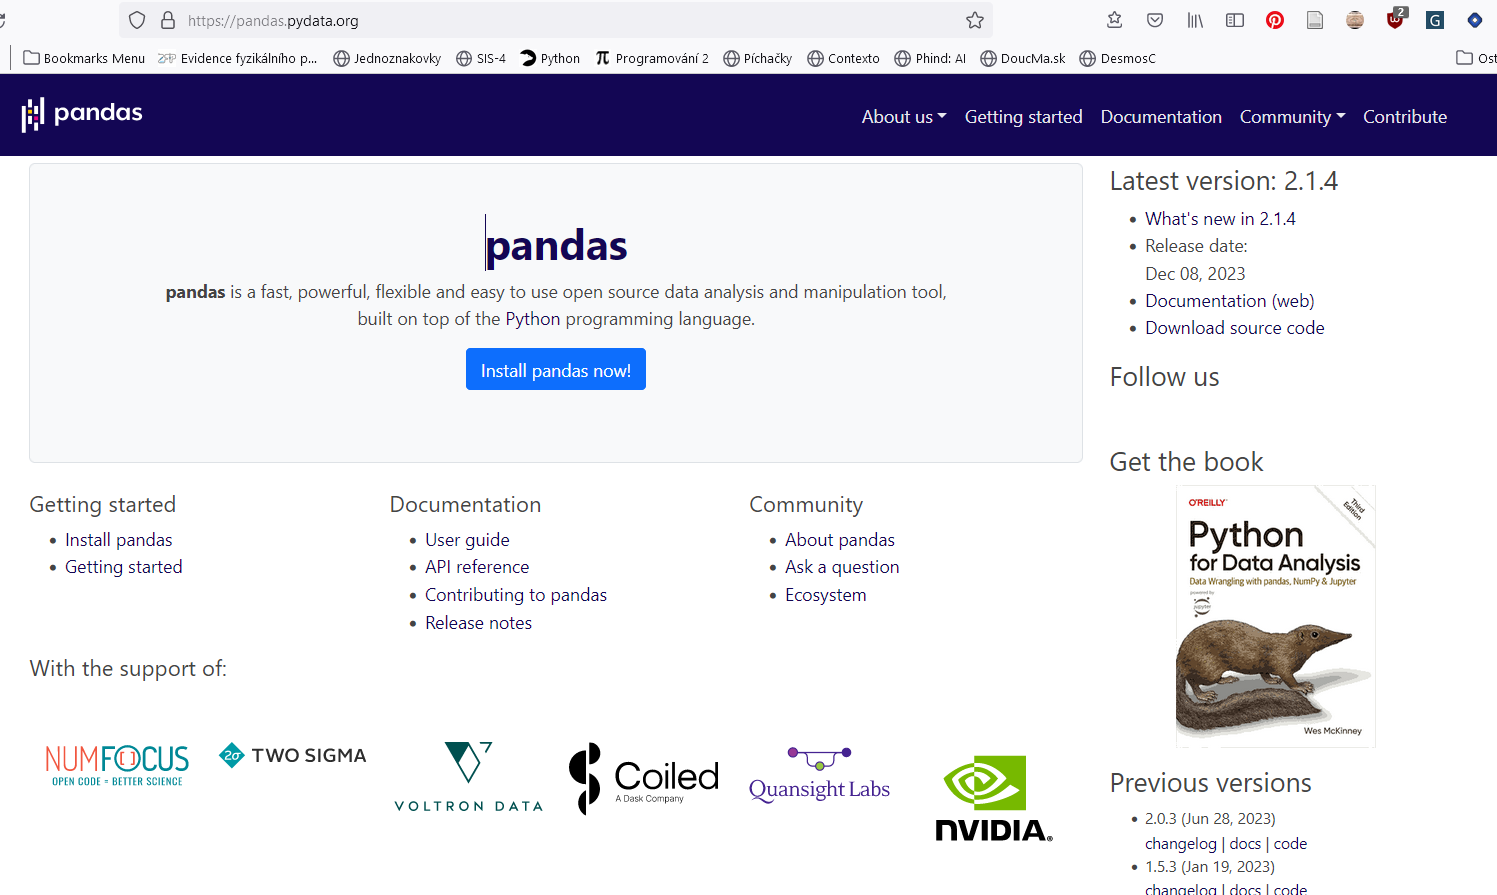 https://pandas.pydata.org
2
G
Bookmarks Menu
Evidence fyzikálního p...
Jednoznakovky
SIS-4
Python
Programování 2
Píchačky
Contexto
Phind: AI
DoucMa.sk
DesmosC
Ost
pandas
About us
Getting started
Documentation
Community
Contribute
pandas
pandas is a fast, powerful, flexible and easy to use open source data analysis and manipulation tool,
built on top of the Python programming language.
Install pandas now!
Getting started
Install pandas
Getting started
Documentation
User guide
API reference
Contributing to pandas
Release notes
Community
About pandas
Ask a question
Ecosystem
With the support of:
NUMFOCUS
OPEN CODE = BETTER SCIENCE
2σ TWO SIGMA
VOLTRON DATA
Coiled
A Dask Company
Quansight Labs
NVIDIA®
Latest version: 2.1.4
What's new in 2.1.4
Release date:
Dec 08, 2023
Documentation (web)
Download source code
Follow us
Get the book
O'REILLY
Third
Edition
Python
for Data Analysis
Data Wrangling with pandas, NumPy & Jupyter
powered by
jupyter
Wes McKinney
Previous versions
2.0.3 (Jun 28, 2023)
changelog | docs | code
1.5.3 (Jan 19, 2023)
changelog | docs | code